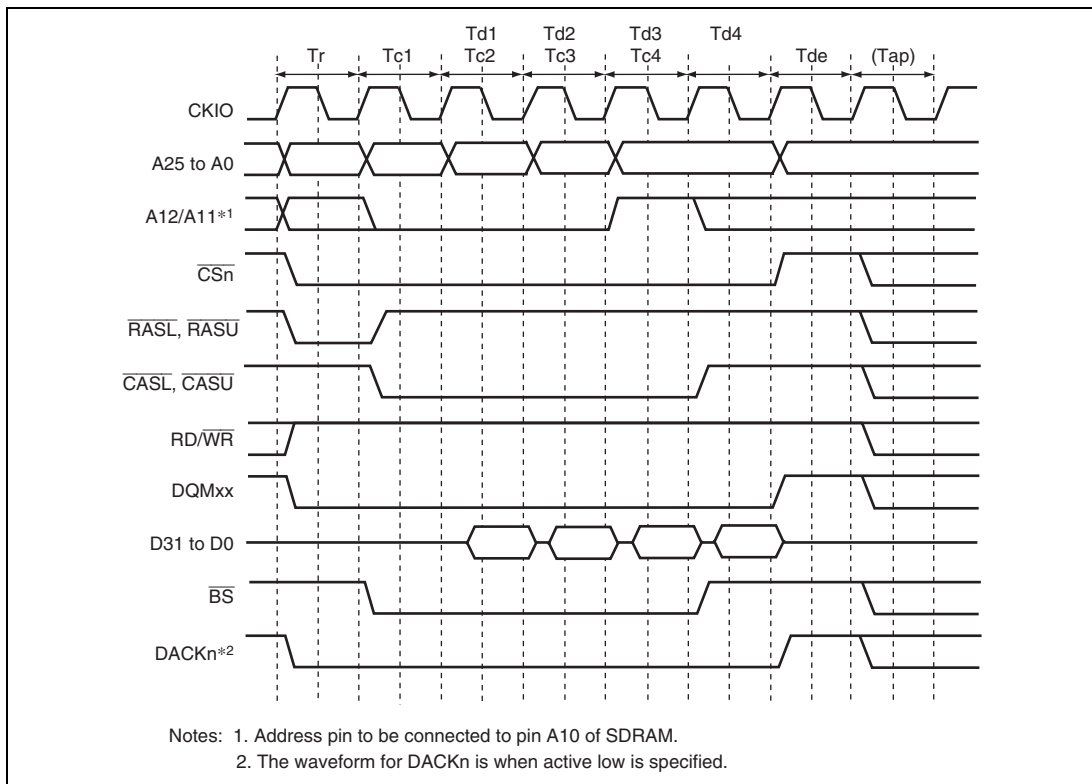 Td1 Td2 Td3 Td4
Tr Tc1 Tc2 Tc3 Tc4 Tde (Tap)
CKIO
A25 to A0
A12/A11*1
CSn
RASL, RASU
CASL, CASU
RD/WR
DQMxx
D31 to D0
BS
DACKn*2
Notes: 1. Address pin to be connected to pin A10 of SDRAM.
2. The waveform for DACKn is when active low is specified.